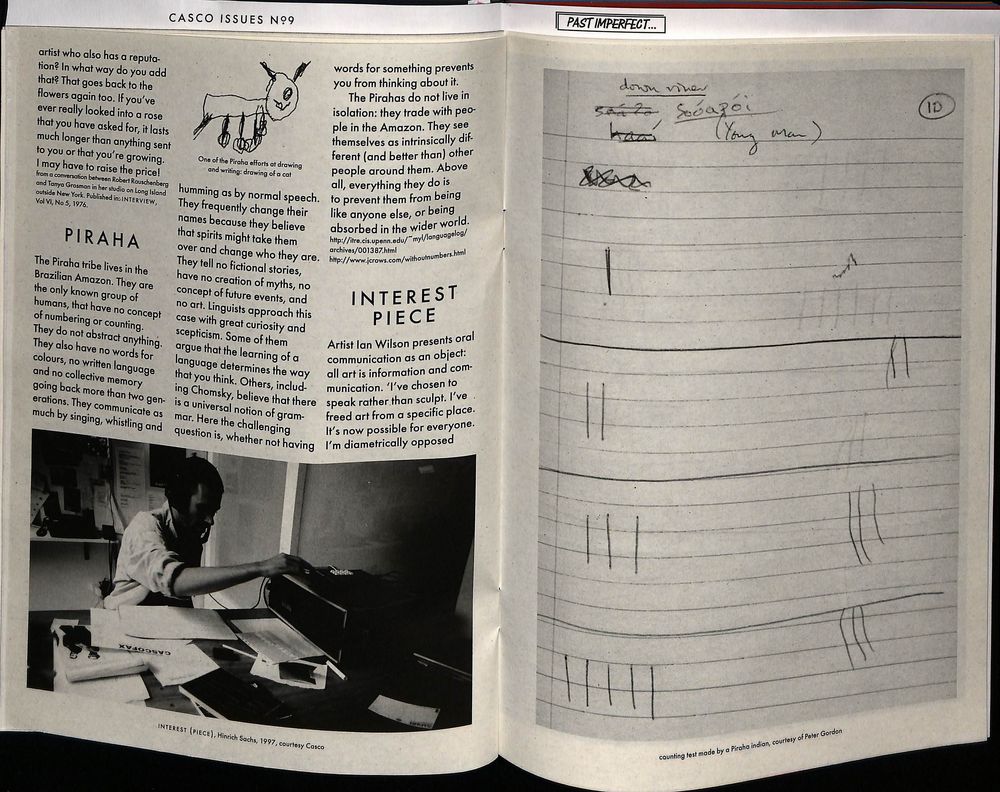 CASCO ISSUES Nº9
artist who also has a reputa-
tion? In what way do you add
that? That goes back to the
flowers again too. If you've
ever really looked into a rose
that you have asked for, it lasts
much longer than anything sent
to you or that you're growing.
I may have to raise the price!
from a conversation between Robert Rauschenberg
and Tanya Grosman in her studio on Long Island
outside New York. Published in: INTERVIEW,
Vol VI, No 5, 1976.
PIRAHA
The Piraha tribe lives in the
Brazilian Amazon. They are
the only known group of
humans, that have no concept
of numbering or counting.
They do not abstract anything.
They also have no words for
colours, no written language
and no collective memory
going back more than two gen-
erations. They communicate as
much by singing, whistling and
One of the Piraha efforts at drawing
and writing: drawing of a cat
humming as by normal speech.
They frequently change their
names because they believe
that spirits might take them
over and change who they are.
They tell no fictional stories,
have no creation of myths, no
concept of future events, and
no art. Linguists approach this
case with great curiosity and
scepticism. Some of them
argue that the learning of a
language determines the way
that you think. Others, includ-
ing Chomsky, believe that there
is a universal notion of gram-
mar. Here the challenging
question is, whether not having
words for something prevents
you from thinking about it.
The Pirahas do not live in
isolation: they trade with peo-
ple in the Amazon. They see
themselves as intrinsically dif-
ferent (and better than) other
people around them. Above
all, everything they do is
to prevent them from being
like anyone else, or being
absorbed in the wider world.
http://itre.cis.upenn.edu/~myl/languagelog/
archives/001387.html
http://www.jcrows.com/withoutnumbers.html
INTEREST
PIECE
Artist Ian Wilson presents oral
communication as an object:
all art is information and com-
munication. 'I've chosen to
speak rather than sculpt. I've
freed art from a specific place.
It's now possible for everyone.
I'm diametrically opposed
CASCOFAX
INTEREST (PIECE), Hinrich Sachs, 1997, courtesy Casco
PAST IMPERFECT...
down river
Soóagói
(Young man)
10
counting test made by a Piraha indian, courtesy of Peter Gordon